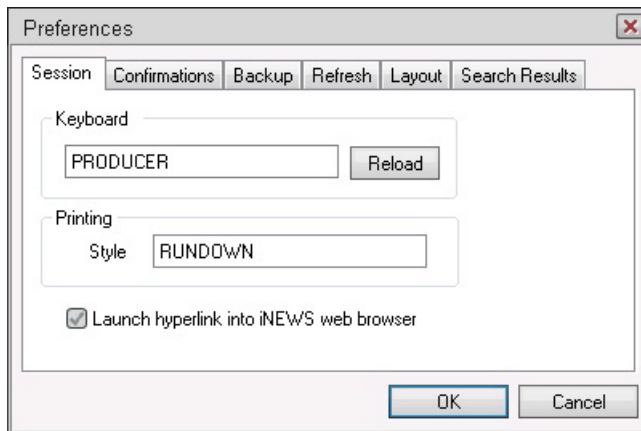 Preferences
Session Confirmations Backup Refresh Layout Search Results
Keyboard
PRODUCER Reload
Printing
Style RUNDOWN
Launch hyperlink into iNEWS web browser
OK Cancel